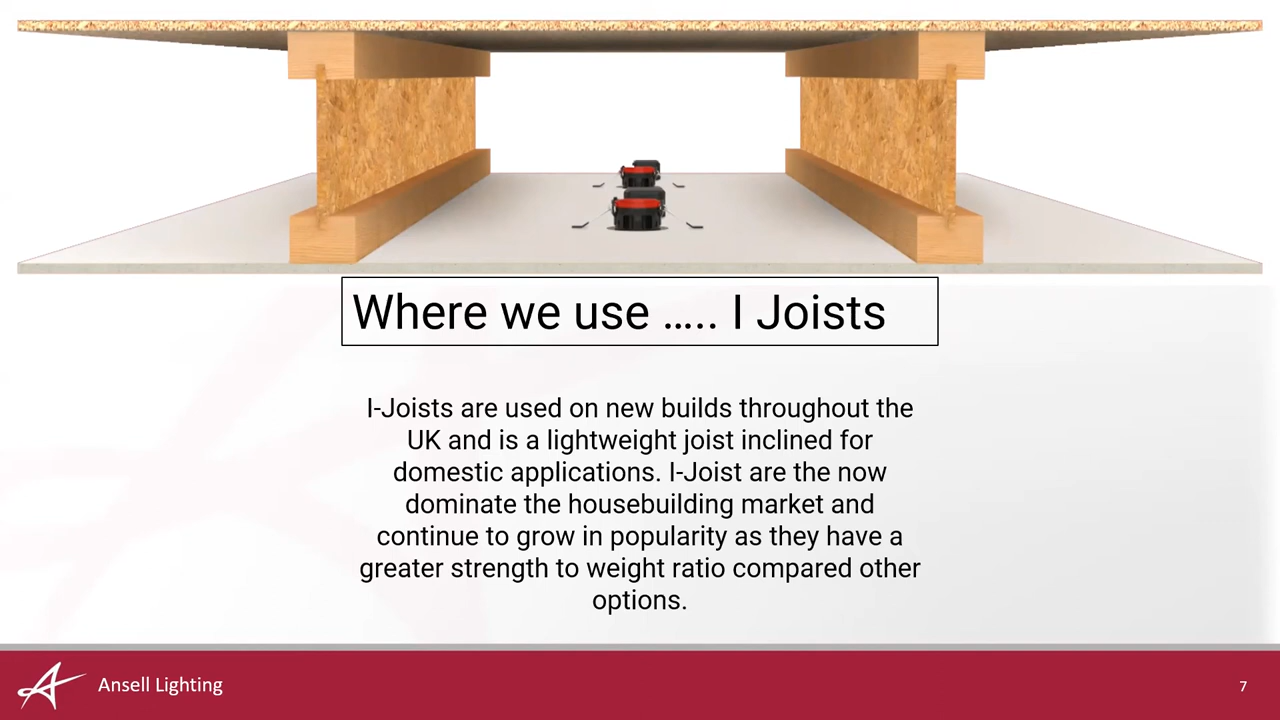 Where we use ….. I Joists
I-Joists are used on new builds throughout the
UK and is a lightweight joist inclined for
domestic applications. I-Joist are the now
dominate the housebuilding market and
continue to grow in popularity as they have a
greater strength to weight ratio compared other
options.
Ansell Lighting
7